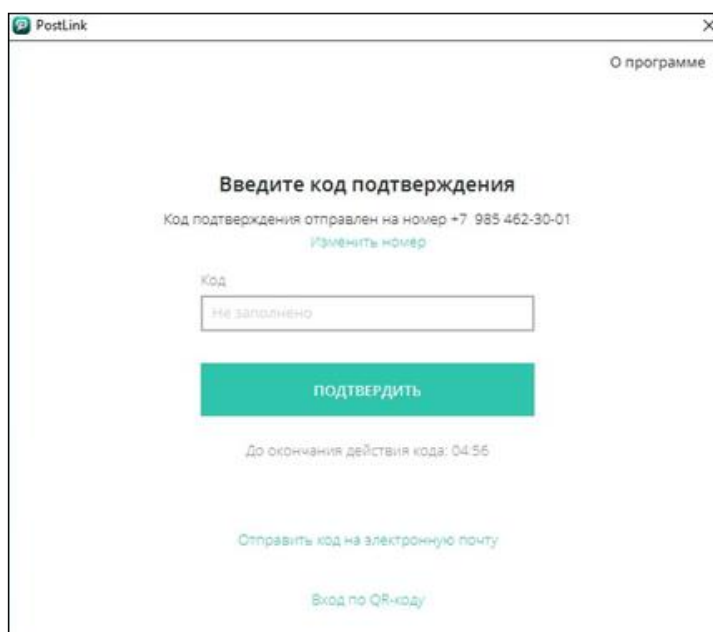 PostLink
О программе
Введите код подтверждения
Код подтверждения отправлен на номер +7 985 462-30-01
Изменить номер
Код
Не заполнено
ПОДТВЕРДИТЬ
До окончания действия кода: 04:56
Отправить код на электронную почту
Вход по QR-коду